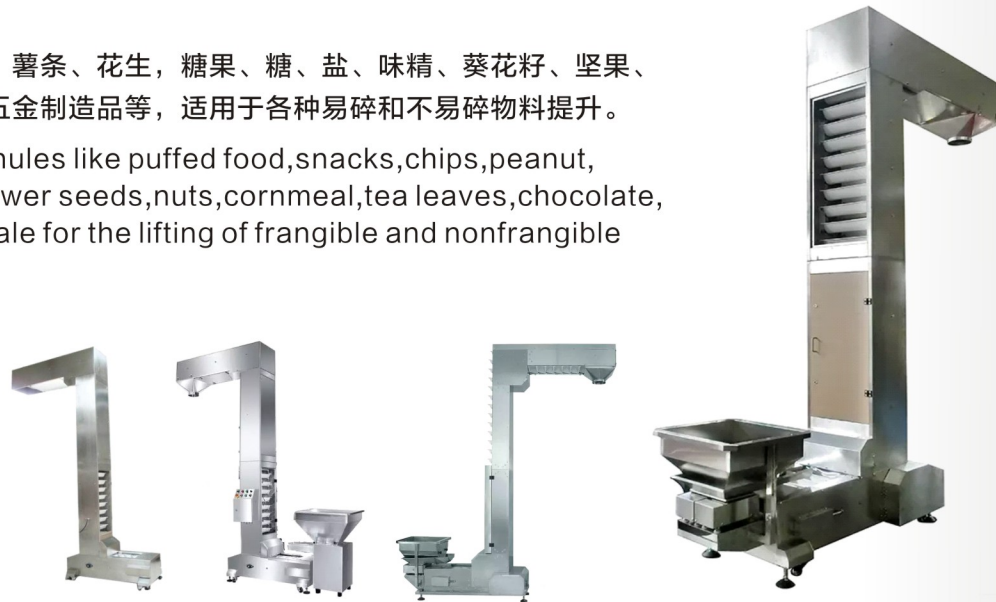 薯条、花生，糖果、糖、盐、味精、葵花籽、坚果、
五金制造品等，适用于各种易碎和不易碎物料提升。
nules like puffed food,snacks,chips,peanut,
wer seeds,nuts,cornmeal,tea leaves,chocolate,
ale for the lifting of frangible and nonfrangible